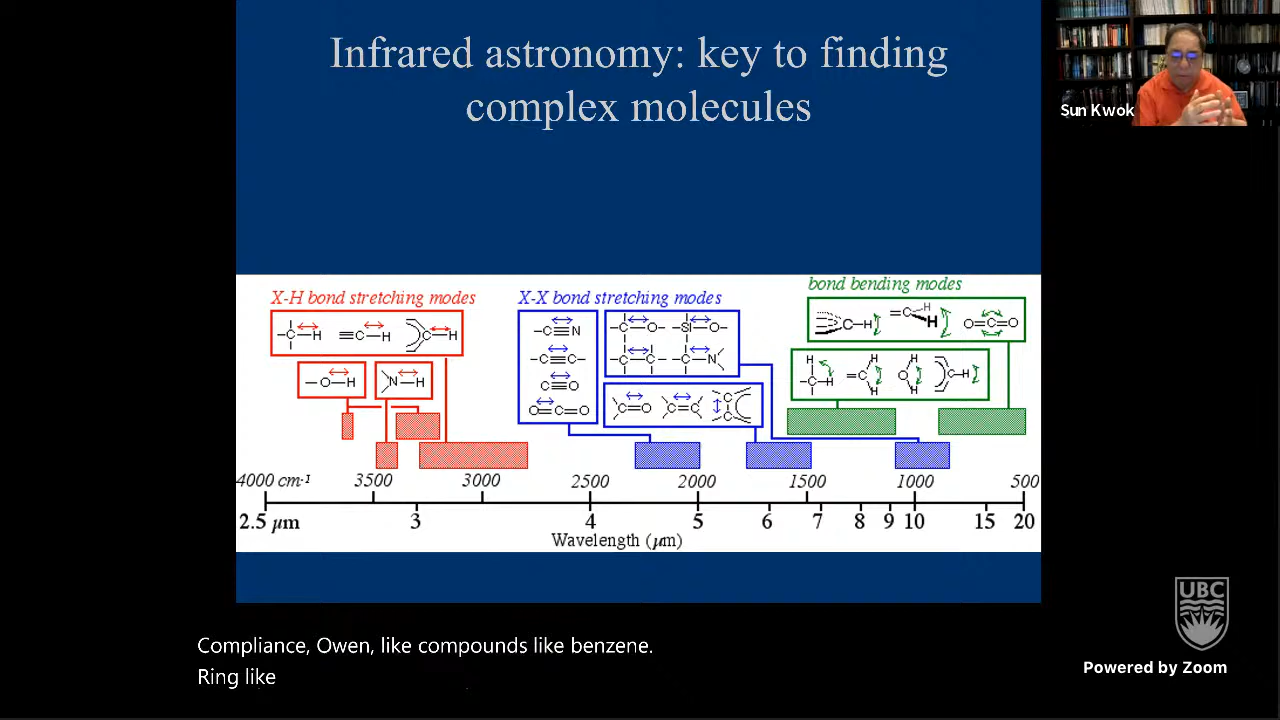 Infrared astronomy: key to finding
complex molecules
Sun Kwok
X-H bond stretching modes
X-X bond stretching modes
bond bending modes
–C–H ≡C–H C–H
–O–H N–H
–C≡N
–C≡C–
C≡O
O=C=O
–C–O– –Si–O–
–C–C– –C–N
C=O C=C C C
C–H =C H H O=C=O
H –C–H =C H H O H H C–H
4000 cm-1 3500 3000 2500 2000 1500 1000 500
2.5 µm 3 4 5 6 7 8 9 10 15 20
Wavelength (µm)
Compliance, Owen, like compounds like benzene.
Ring like
UBC
Powered by Zoom